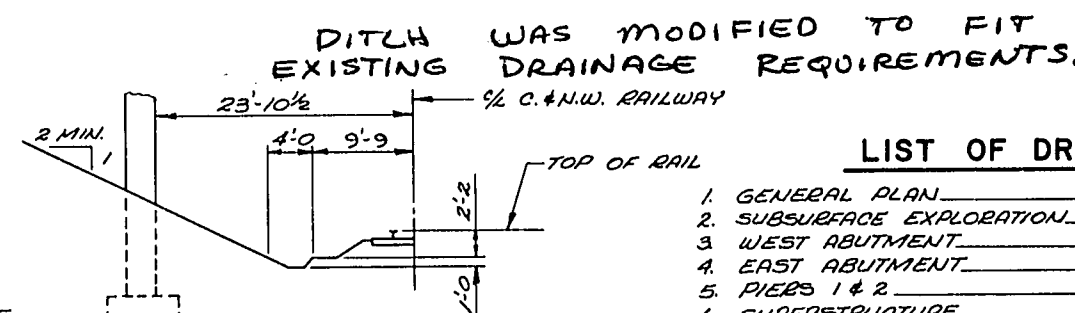 DITCH WAS MODIFIED TO FIT
EXISTING DRAINAGE REQUIREMENTS.
23'-10½
℄ C.&N.W. RAILWAY
2 MIN.
1
4'-0
9'-9
TOP OF RAIL
2'-2
1'-0
LIST OF DR
1. GENERAL PLAN
2. SUBSURFACE EXPLORATION
3 WEST ABUTMENT
4. EAST ABUTMENT
5. PIERS 1 & 2
SUPERSTRUCTURE